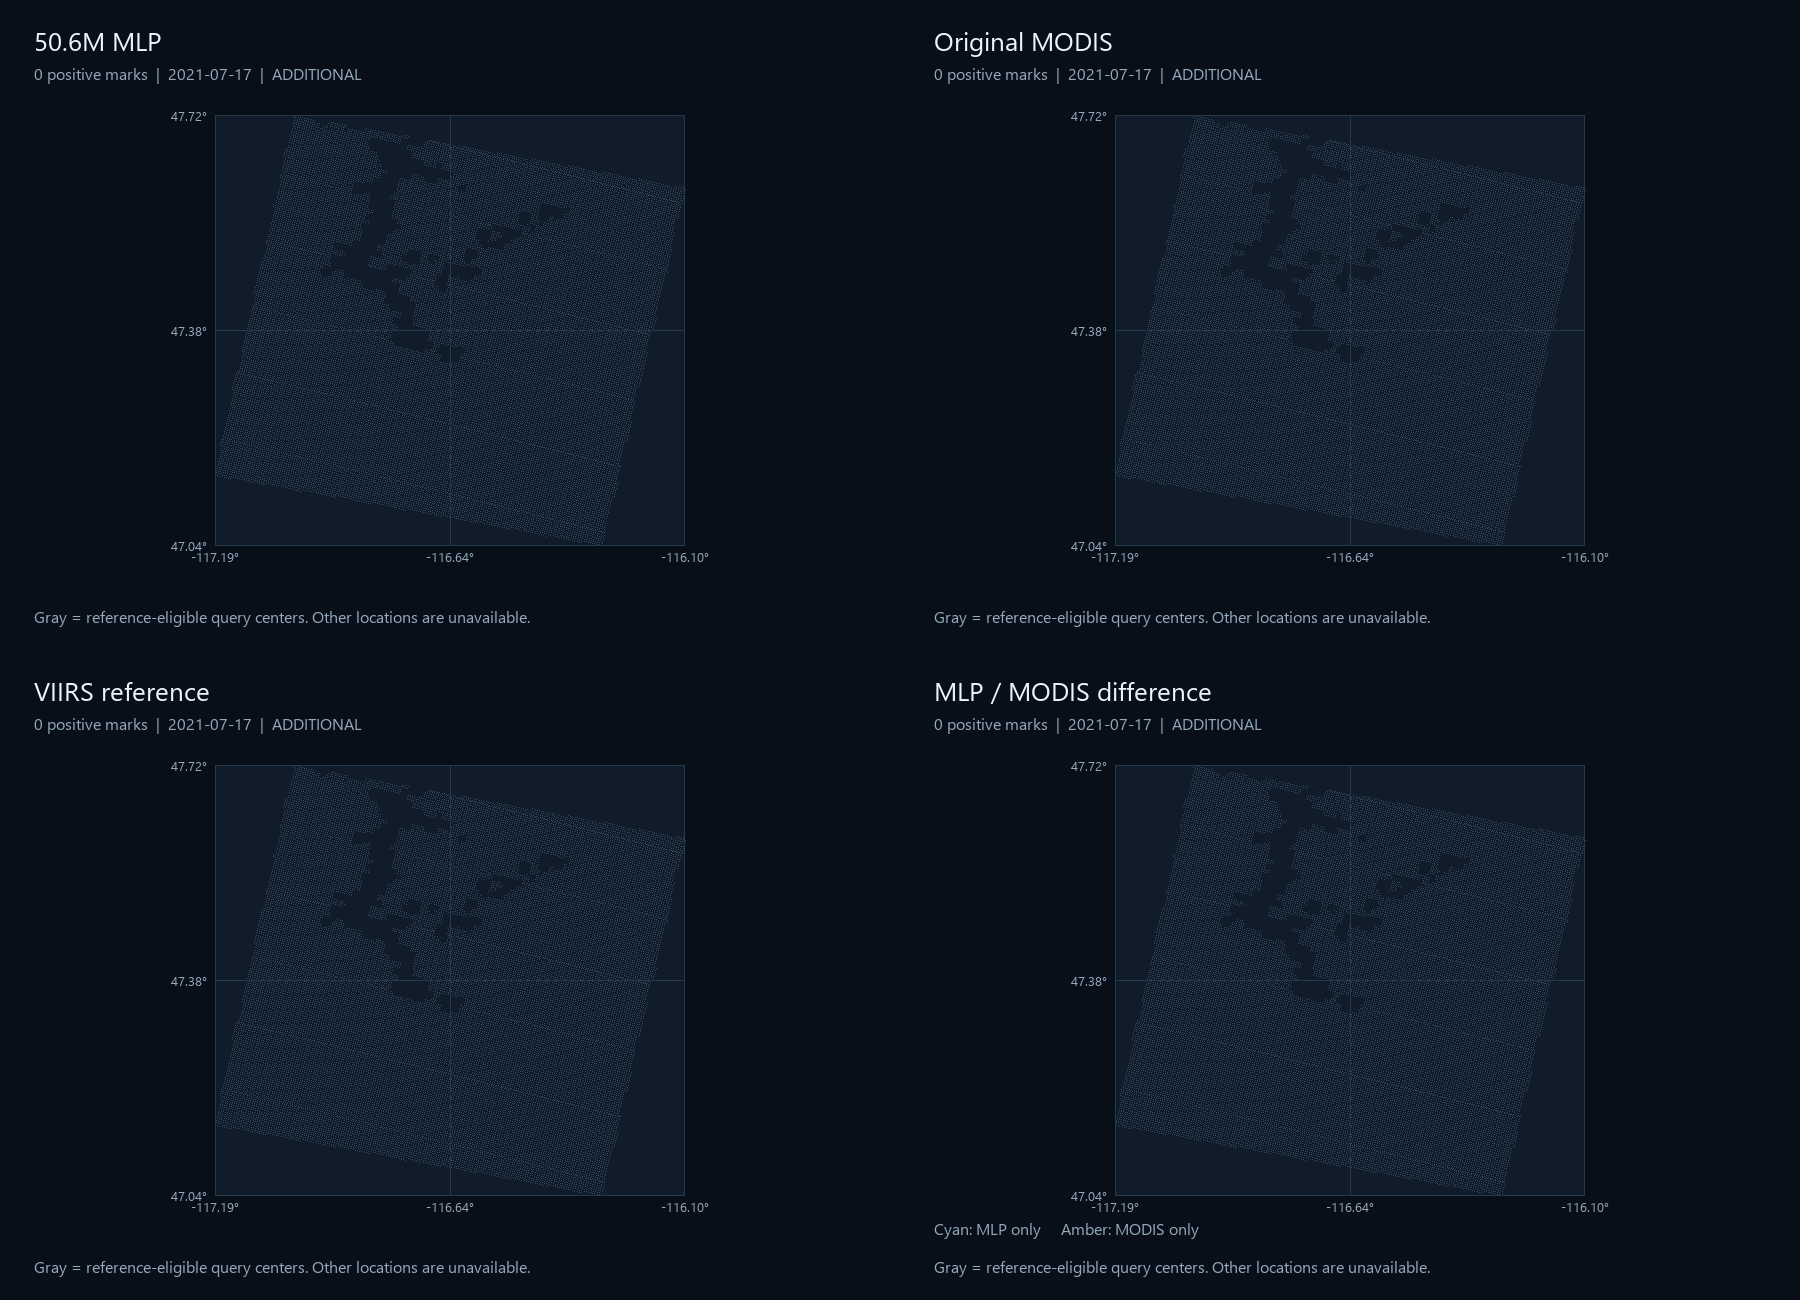 50.6M MLP
0 positive marks | 2021-07-17 | ADDITIONAL
47.72°
47.38°
47.04°
-117.19°
-116.64°
-116.10°
Gray = reference-eligible query centers. Other locations are unavailable.
Original MODIS
0 positive marks | 2021-07-17 | ADDITIONAL
47.72°
47.38°
47.04°
-117.19°
-116.64°
-116.10°
Gray = reference-eligible query centers. Other locations are unavailable.
VIIRS reference
0 positive marks | 2021-07-17 | ADDITIONAL
47.72°
47.38°
47.04°
-117.19°
-116.64°
-116.10°
Gray = reference-eligible query centers. Other locations are unavailable.
MLP / MODIS difference
0 positive marks | 2021-07-17 | ADDITIONAL
47.72°
47.38°
47.04°
-117.19°
-116.64°
-116.10°
Cyan: MLP only Amber: MODIS only
Gray = reference-eligible query centers. Other locations are unavailable.